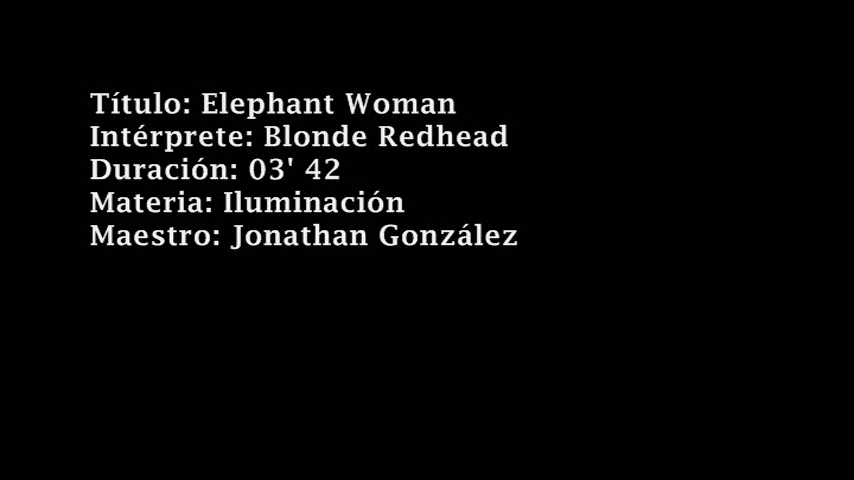 Título: Elephant Woman
Intérprete: Blonde Redhead
Duración: 03' 42
Materia: Iluminación
Maestro: Jonathan González